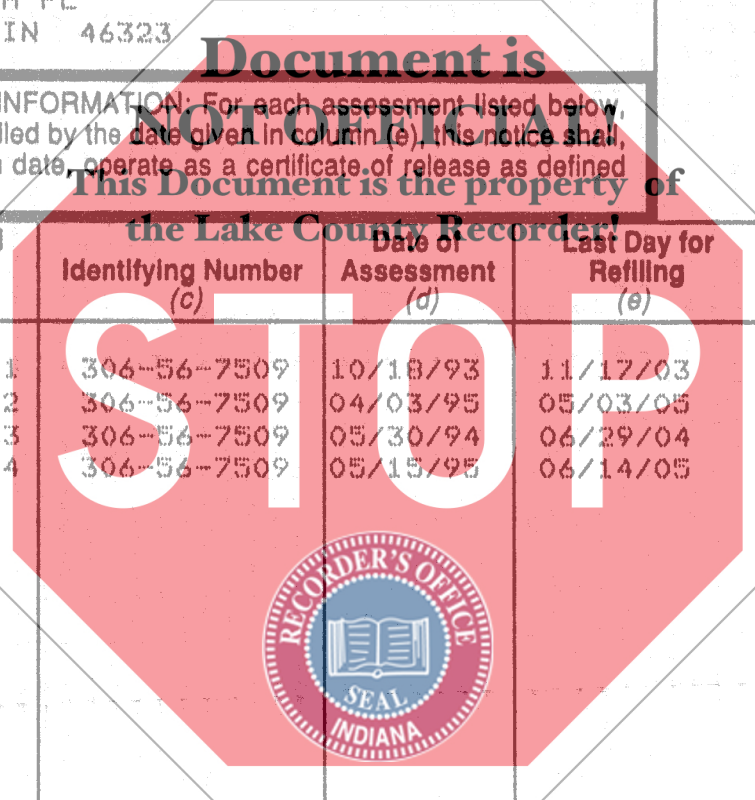 IN 46323
Document is
INFORMATION: For each assessment listed below,
NOT OFFICIAL!
led by the date given in column (e), this notice shall,
date, operate as a certificate of release as defined
This Document is the property of
the Lake County Recorder!
Identifying Number
(c)
Date of
Assessment
(d)
Last Day for
Refiling
(e)
1 306-56-7509 10/18/93 11/17/03
2 306-56-7509 04/03/95 05/03/05
3 306-56-7509 05/30/94 06/29/04
4 306-56-7509 05/15/95 06/14/05
STOP
RECORDER'S OFFICE
SEAL
INDIANA